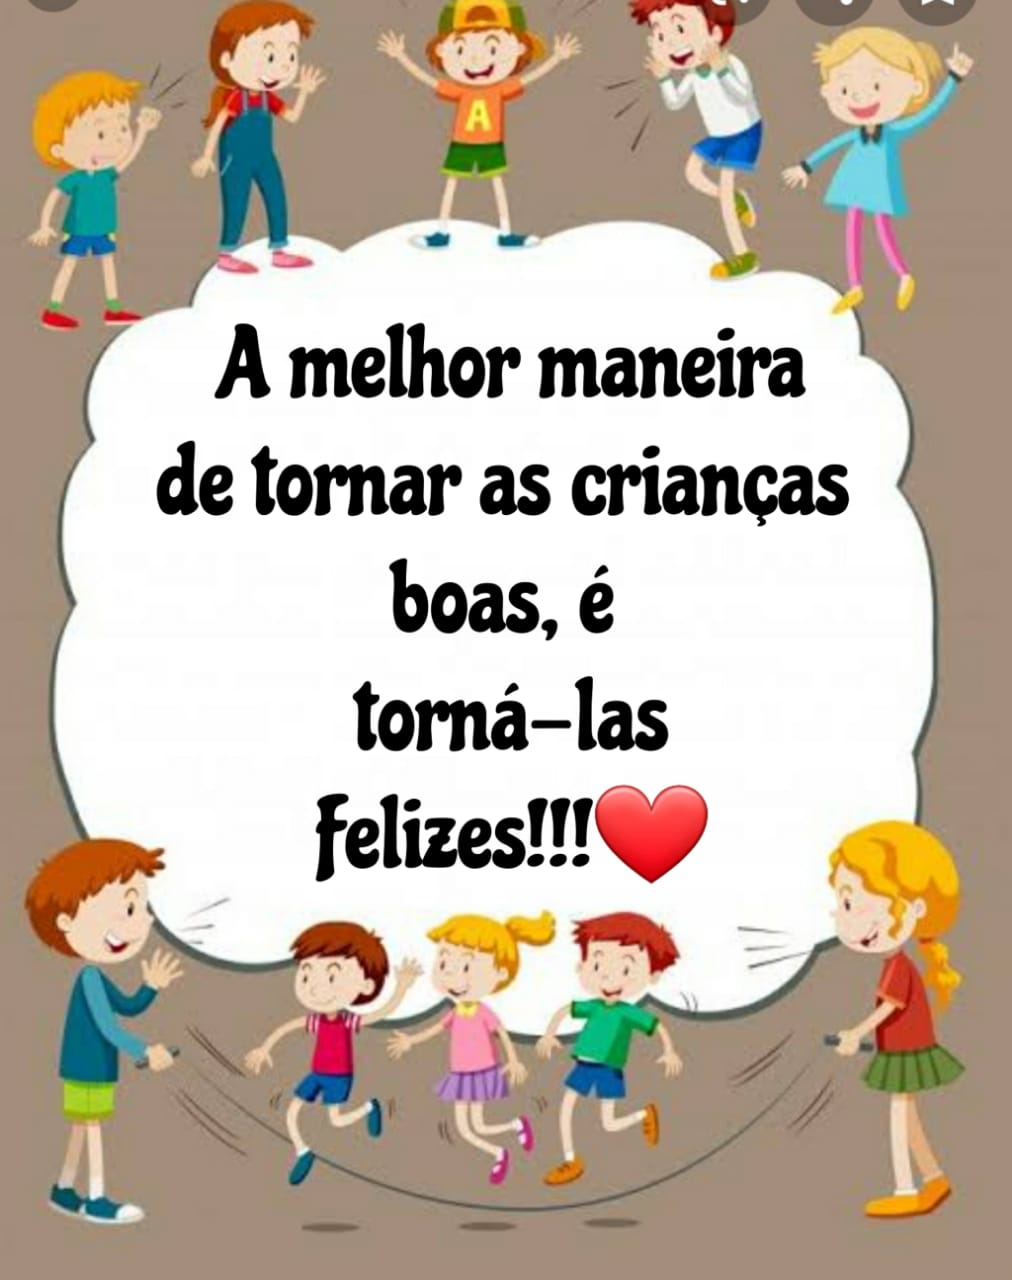 A
A melhor maneira
de tornar as crianças
boas, é
torná-las
felizes!!!❤️